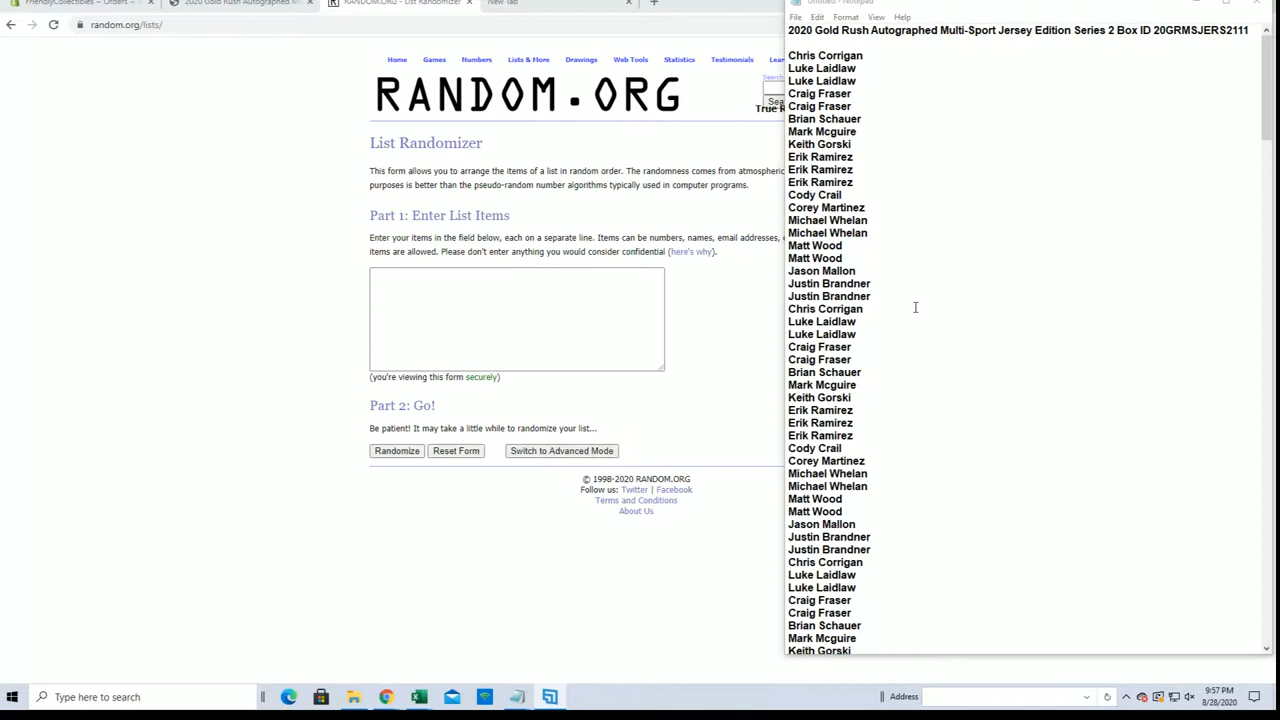 FriendlyCollectibles – Orders –
2020 Gold Rush Autographed M
RANDOM.ORG - List Randomizer
New Tab
random.org/lists/
Home Games Numbers Lists & More Drawings Web Tools Statistics Testimonials
RANDOM.ORG
List Randomizer
This form allows you to arrange the items of a list in random order. The randomness comes from atmospheric
purposes is better than the pseudo-random number algorithms typically used in computer programs.
Part 1: Enter List Items
Enter your items in the field below, each on a separate line. Items can be numbers, names, email addresses,
items are allowed. Please don't enter anything you would consider confidential (here's why).
(you're viewing this form securely)
Part 2: Go!
Be patient! It may take a little while to randomize your list...
Randomize Reset Form Switch to Advanced Mode
© 1998-2020 RANDOM.ORG
Follow us: Twitter | Facebook
Terms and Conditions
About Us
Untitled - Notepad
File Edit Format View Help
2020 Gold Rush Autographed Multi-Sport Jersey Edition Series 2 Box ID 20GRMSJERS2111
Chris Corrigan
Luke Laidlaw
Luke Laidlaw
Craig Fraser
Craig Fraser
Brian Schauer
Mark Mcguire
Keith Gorski
Erik Ramirez
Erik Ramirez
Erik Ramirez
Cody Crail
Corey Martinez
Michael Whelan
Michael Whelan
Matt Wood
Matt Wood
Jason Mallon
Justin Brandner
Justin Brandner
Chris Corrigan
Luke Laidlaw
Luke Laidlaw
Craig Fraser
Craig Fraser
Brian Schauer
Mark Mcguire
Keith Gorski
Erik Ramirez
Erik Ramirez
Erik Ramirez
Cody Crail
Corey Martinez
Michael Whelan
Michael Whelan
Matt Wood
Matt Wood
Jason Mallon
Justin Brandner
Justin Brandner
Chris Corrigan
Luke Laidlaw
Luke Laidlaw
Craig Fraser
Craig Fraser
Brian Schauer
Mark Mcguire
Keith Gorski
Type here to search
Address
9:57 PM
8/28/2020